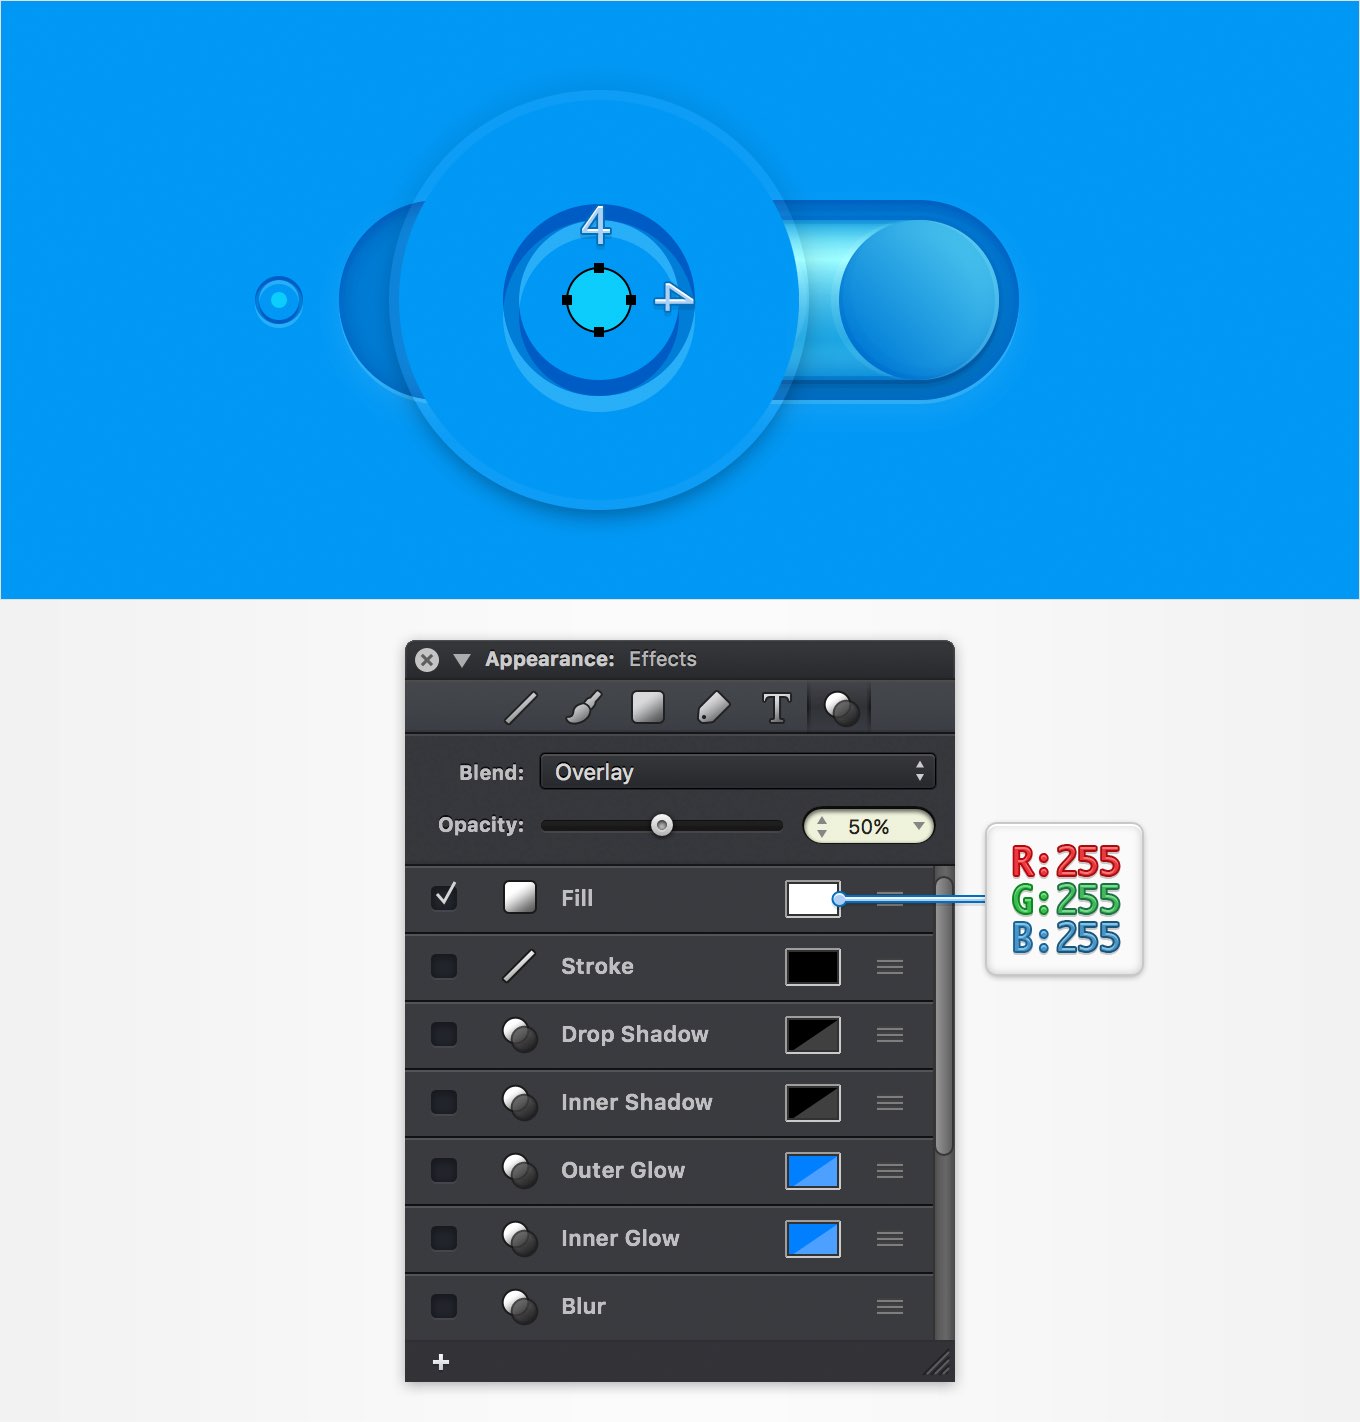 4
4
Appearance: Effects
T
Blend: Overlay
Opacity: 50%
Fill
R:255
G:255
B:255
Stroke
Drop Shadow
Inner Shadow
Outer Glow
Inner Glow
Blur